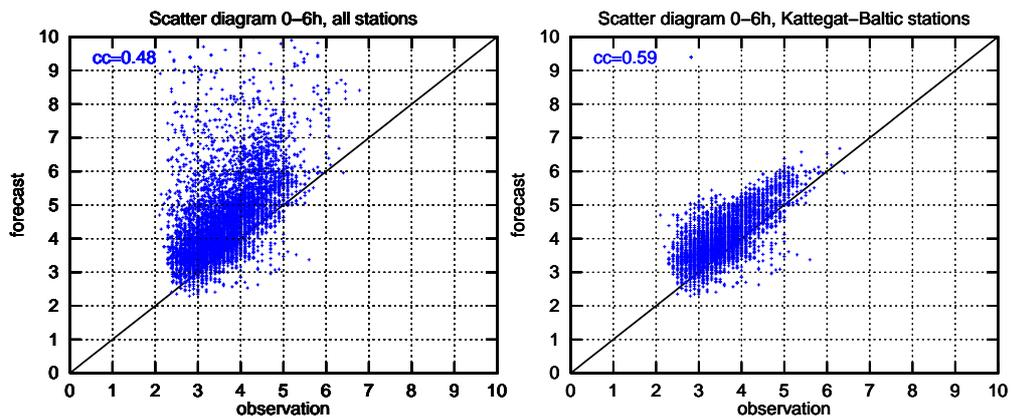 Scatter diagram 0−6h, all stations
cc=0.48
10
9
8
7
6
5
4
3
2
1
0
forecast
0 1 2 3 4 5 6 7 8 9 10
observation
Scatter diagram 0−6h, Kattegat−Baltic stations
cc=0.59
10
9
8
7
6
5
4
3
2
1
0
forecast
0 1 2 3 4 5 6 7 8 9 10
observation